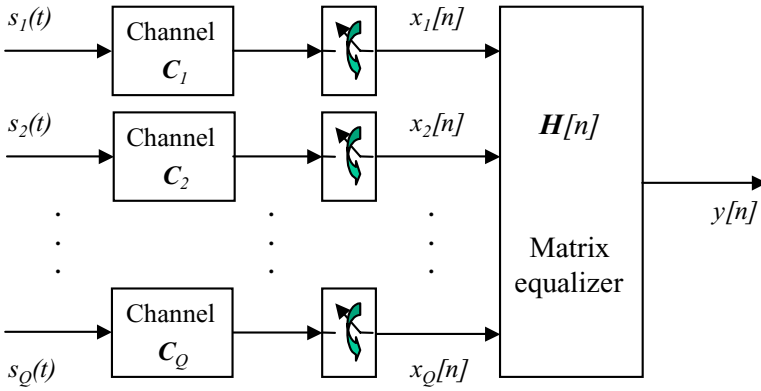 s1(t)
Channel
C1
x1[n]
s2(t)
Channel
C2
x2[n]
H[n]
y[n]
Matrix
equalizer
Channel
CQ
sQ(t)
xQ[n]